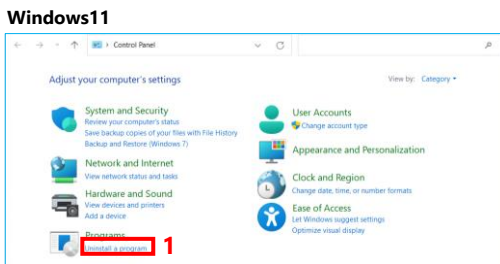 Windows11
Control Panel
Adjust your computer's settings
View by: Category
System and Security
Review your computer's status
Save backup copies of your files with File History
Backup and Restore (Windows 7)
Network and Internet
View network status and tasks
Hardware and Sound
View devices and printers
Add a device
Programs
Uninstall a program
1
User Accounts
Change account type
Appearance and Personalization
Clock and Region
Change date, time, or number formats
Ease of Access
Let Windows suggest settings
Optimize visual display